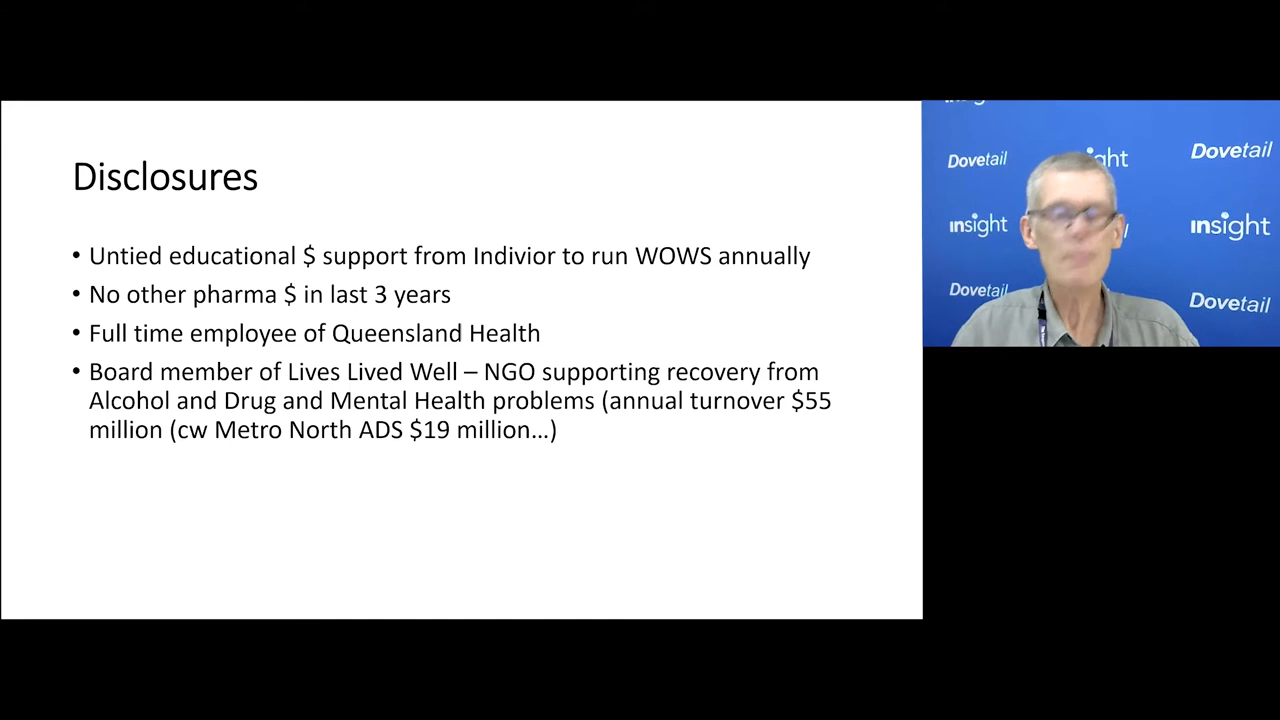 Disclosures
• Untied educational $ support from Indivior to run WOWS annually
• No other pharma $ in last 3 years
• Full time employee of Queensland Health
• Board member of Lives Lived Well – NGO supporting recovery from
Alcohol and Drug and Mental Health problems (annual turnover $55
million (cw Metro North ADS $19 million...)
Dovetail
ght
Dovetail
insight
insight
Dovetail
Dovetail